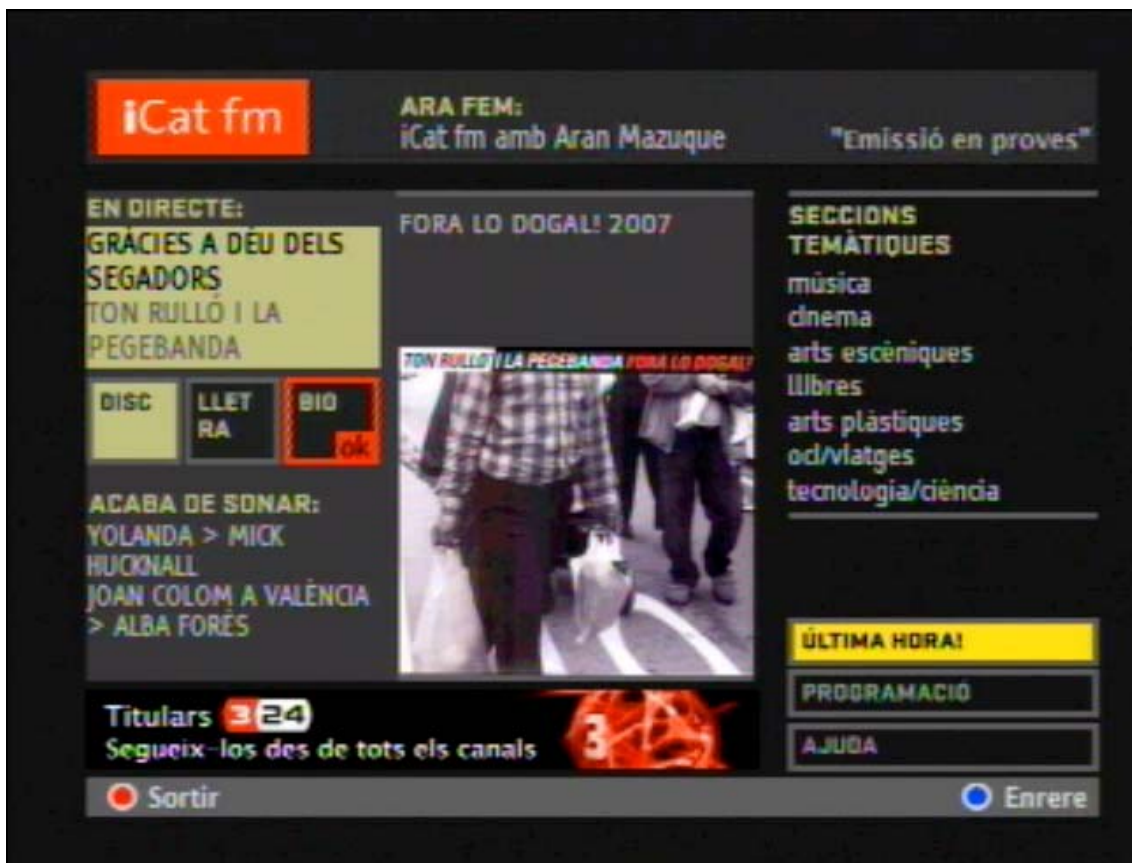 iCat fm
ARA FEM:
iCat fm amb Aran Mazuque
"Emissió en proves"
EN DIRECTE:
GRÀCIES A DÉU DELS
SEGADORS
TON RULLÓ I LA
PEGEBANDA
DISC
LLET
RA
BIO
ok
ACABA DE SONAR:
YOLANDA > MICK
HUCKNALL
JOAN COLOM A VALÈNCIA
> ALBA FORÉS
FORA LO DOGAL! 2007
TON RULLO I LA PEGEBANDA FORA LO DOGAL!
SECCIONS
TEMÀTIQUES
música
cinema
arts escèniques
llibres
arts plàstiques
oci/viatges
tecnologia/ciència
ÚLTIMA HORA!
PROGRAMACIÓ
AJUDA
Titulars 3 24
Segueix-los des de tots els canals
3
Sortir
Enrere